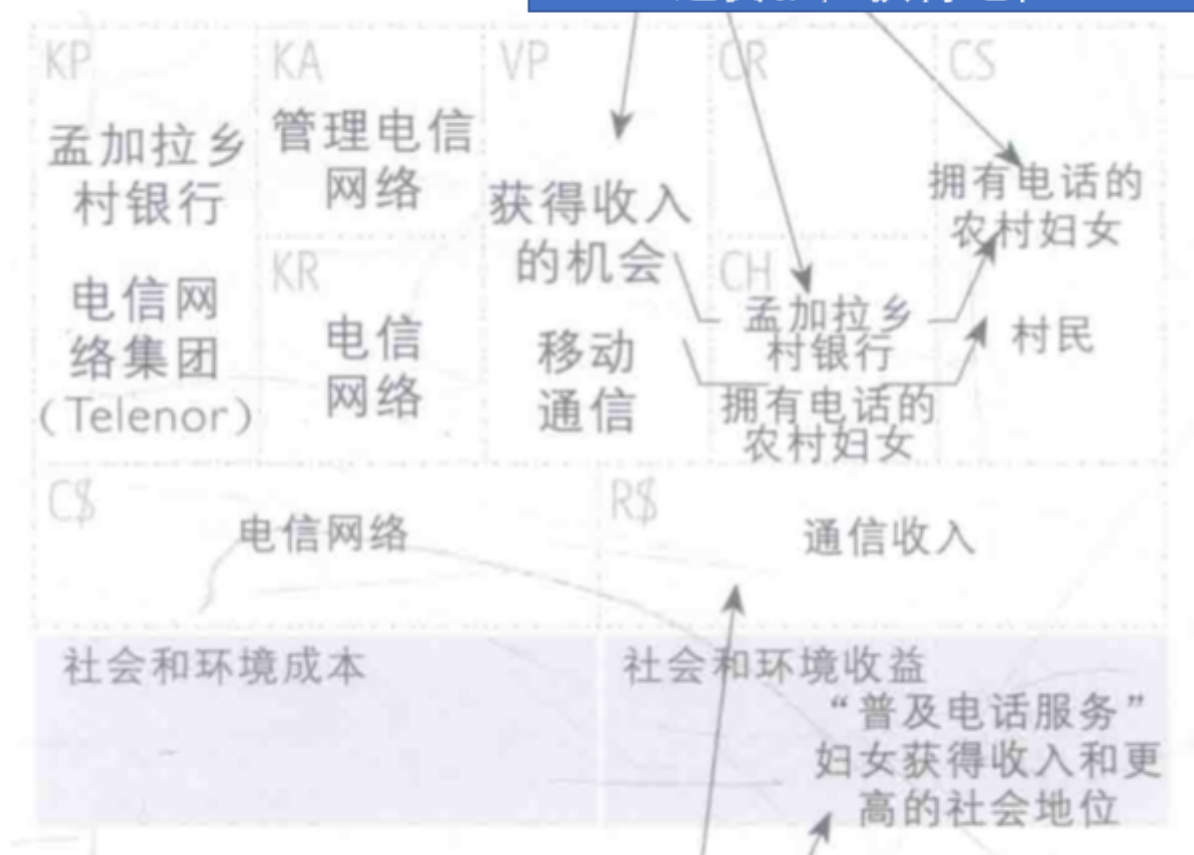 KP
孟加拉乡
村银行
电信网
络集团
（Telenor）
KA
管理电信
网络
KR
电信
网络
VP
获得收入
的机会
移动
通信
CR
CH
孟加拉乡
村银行
拥有电话的
农村妇女
CS
拥有电话的
农村妇女
村民
C$
电信网络
R$
通信收入
社会和环境成本
社会和环境收益
“普及电话服务”
妇女获得收入和更
高的社会地位